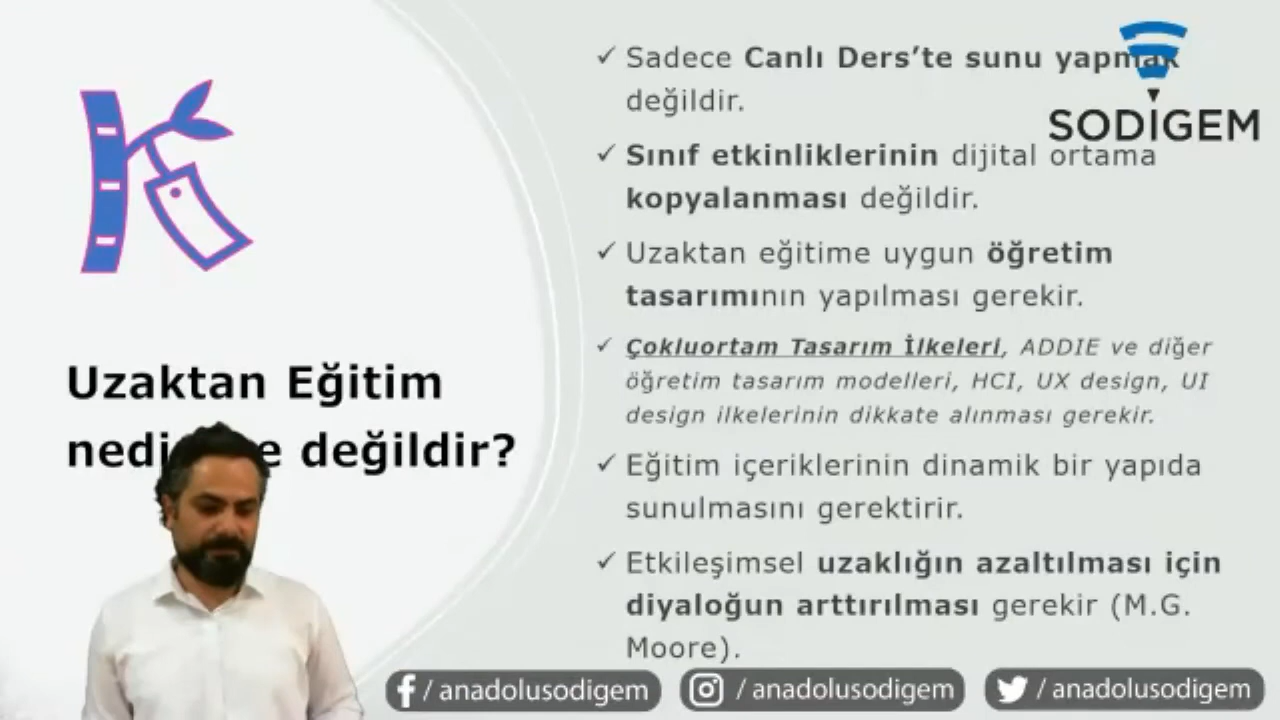 Uzaktan Eğitim
değildir?
✓ Sadece Canlı Ders’te sunu yapmak
değildir.
✓ Sınıf etkinliklerinin dijital ortama
kopyalanması değildir.
✓ Uzaktan eğitime uygun öğretim
tasarımının yapılması gerekir.
✓ Çokluortam Tasarım İlkeleri, ADDIE ve diğer
öğretim tasarım modelleri, HCI, UX design, UI
design ilkelerinin dikkate alınması gerekir.
✓ Eğitim içeriklerinin dinamik bir yapıda
sunulmasını gerektirir.
✓ Etkileşimsel uzaklığın azaltılması için
diyaloğun arttırılması gerekir (M.G.
Moore).
SODİGEM
/ anadolusodigem
/ anadolusodigem
/ anadolusodigem